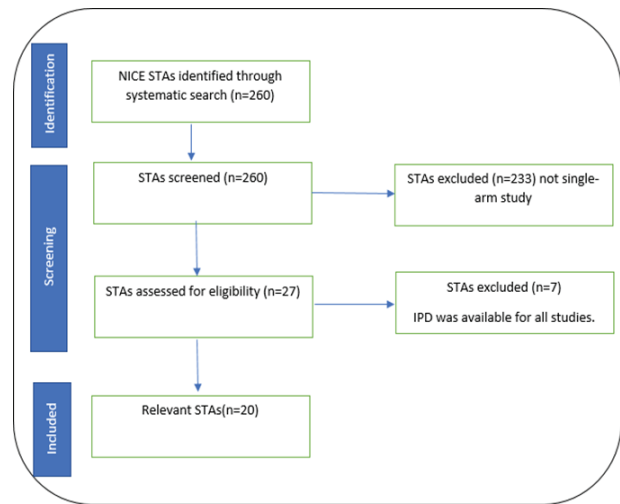 Identification
NICE STAs identified through
systematic search (n=260)
Screening
STAs screened (n=260)
STAs excluded (n=233) not single-
arm study
STAs assessed for eligibility (n=27)
STAs excluded (n=7)
IPD was available for all studies.
Included
Relevant STAs(n=20)